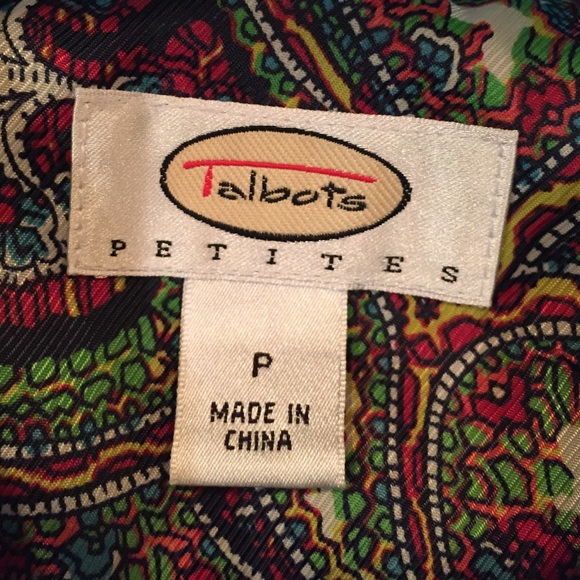 Talbots
PETITES
P
MADE IN
CHINA